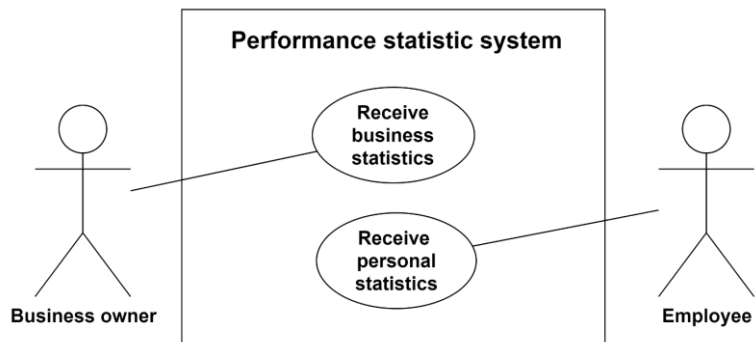 Performance statistic system
Receive
business
statistics
Receive
personal
statistics
Business owner
Employee